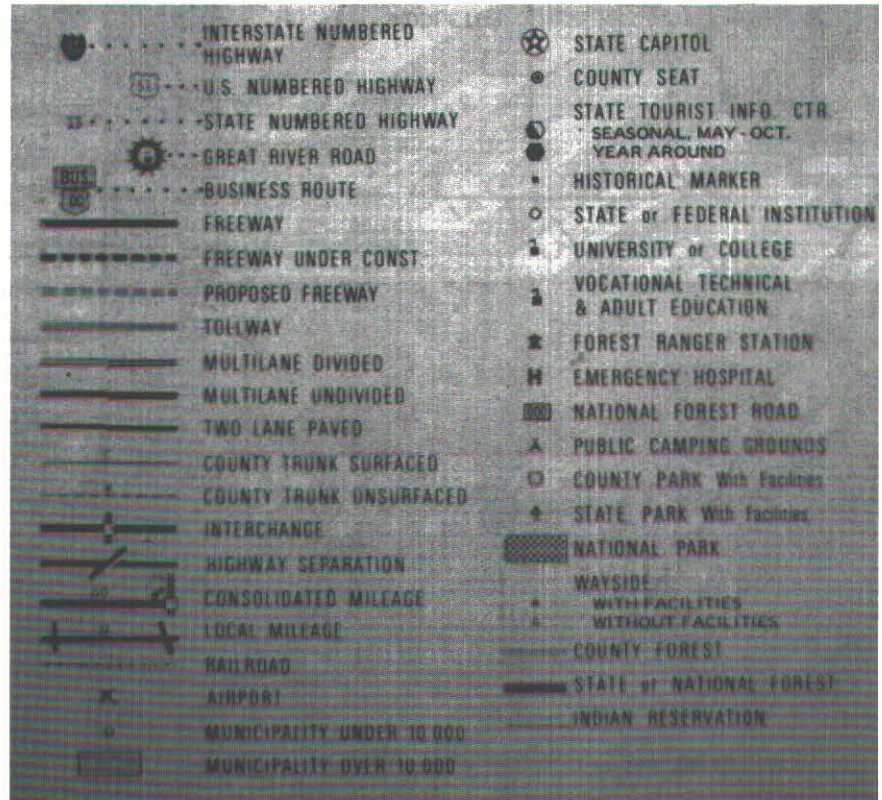 INTERSTATE NUMBERED
HIGHWAY
U.S. NUMBERED HIGHWAY
STATE NUMBERED HIGHWAY
GREAT RIVER ROAD
BUS.
BUSINESS ROUTE
FREEWAY
FREEWAY UNDER CONST.
PROPOSED FREEWAY
TOLLWAY
MULTILANE DIVIDED
MULTILANE UNDIVIDED
TWO LANE PAVED
COUNTY TRUNK SURFACED
COUNTY TRUNK UNSURFACED
INTERCHANGE
HIGHWAY SEPARATION
CONSOLIDATED MILEAGE
LOCAL MILEAGE
RAILROAD
AIRPORT
MUNICIPALITY UNDER 10 000
MUNICIPALITY OVER 10 000
STATE CAPITOL
COUNTY SEAT
STATE TOURIST INFO. CTR.
SEASONAL, MAY - OCT.
YEAR AROUND
HISTORICAL MARKER
STATE or FEDERAL INSTITUTION
UNIVERSITY or COLLEGE
VOCATIONAL TECHNICAL
& ADULT EDUCATION
FOREST RANGER STATION
H EMERGENCY HOSPITAL
NATIONAL FOREST ROAD
PUBLIC CAMPING GROUNDS
COUNTY PARK With Facilities
STATE PARK With Facilities
NATIONAL PARK
WAYSIDE
WITH FACILITIES
WITHOUT FACILITIES
COUNTY FOREST
STATE or NATIONAL FOREST
INDIAN RESERVATION